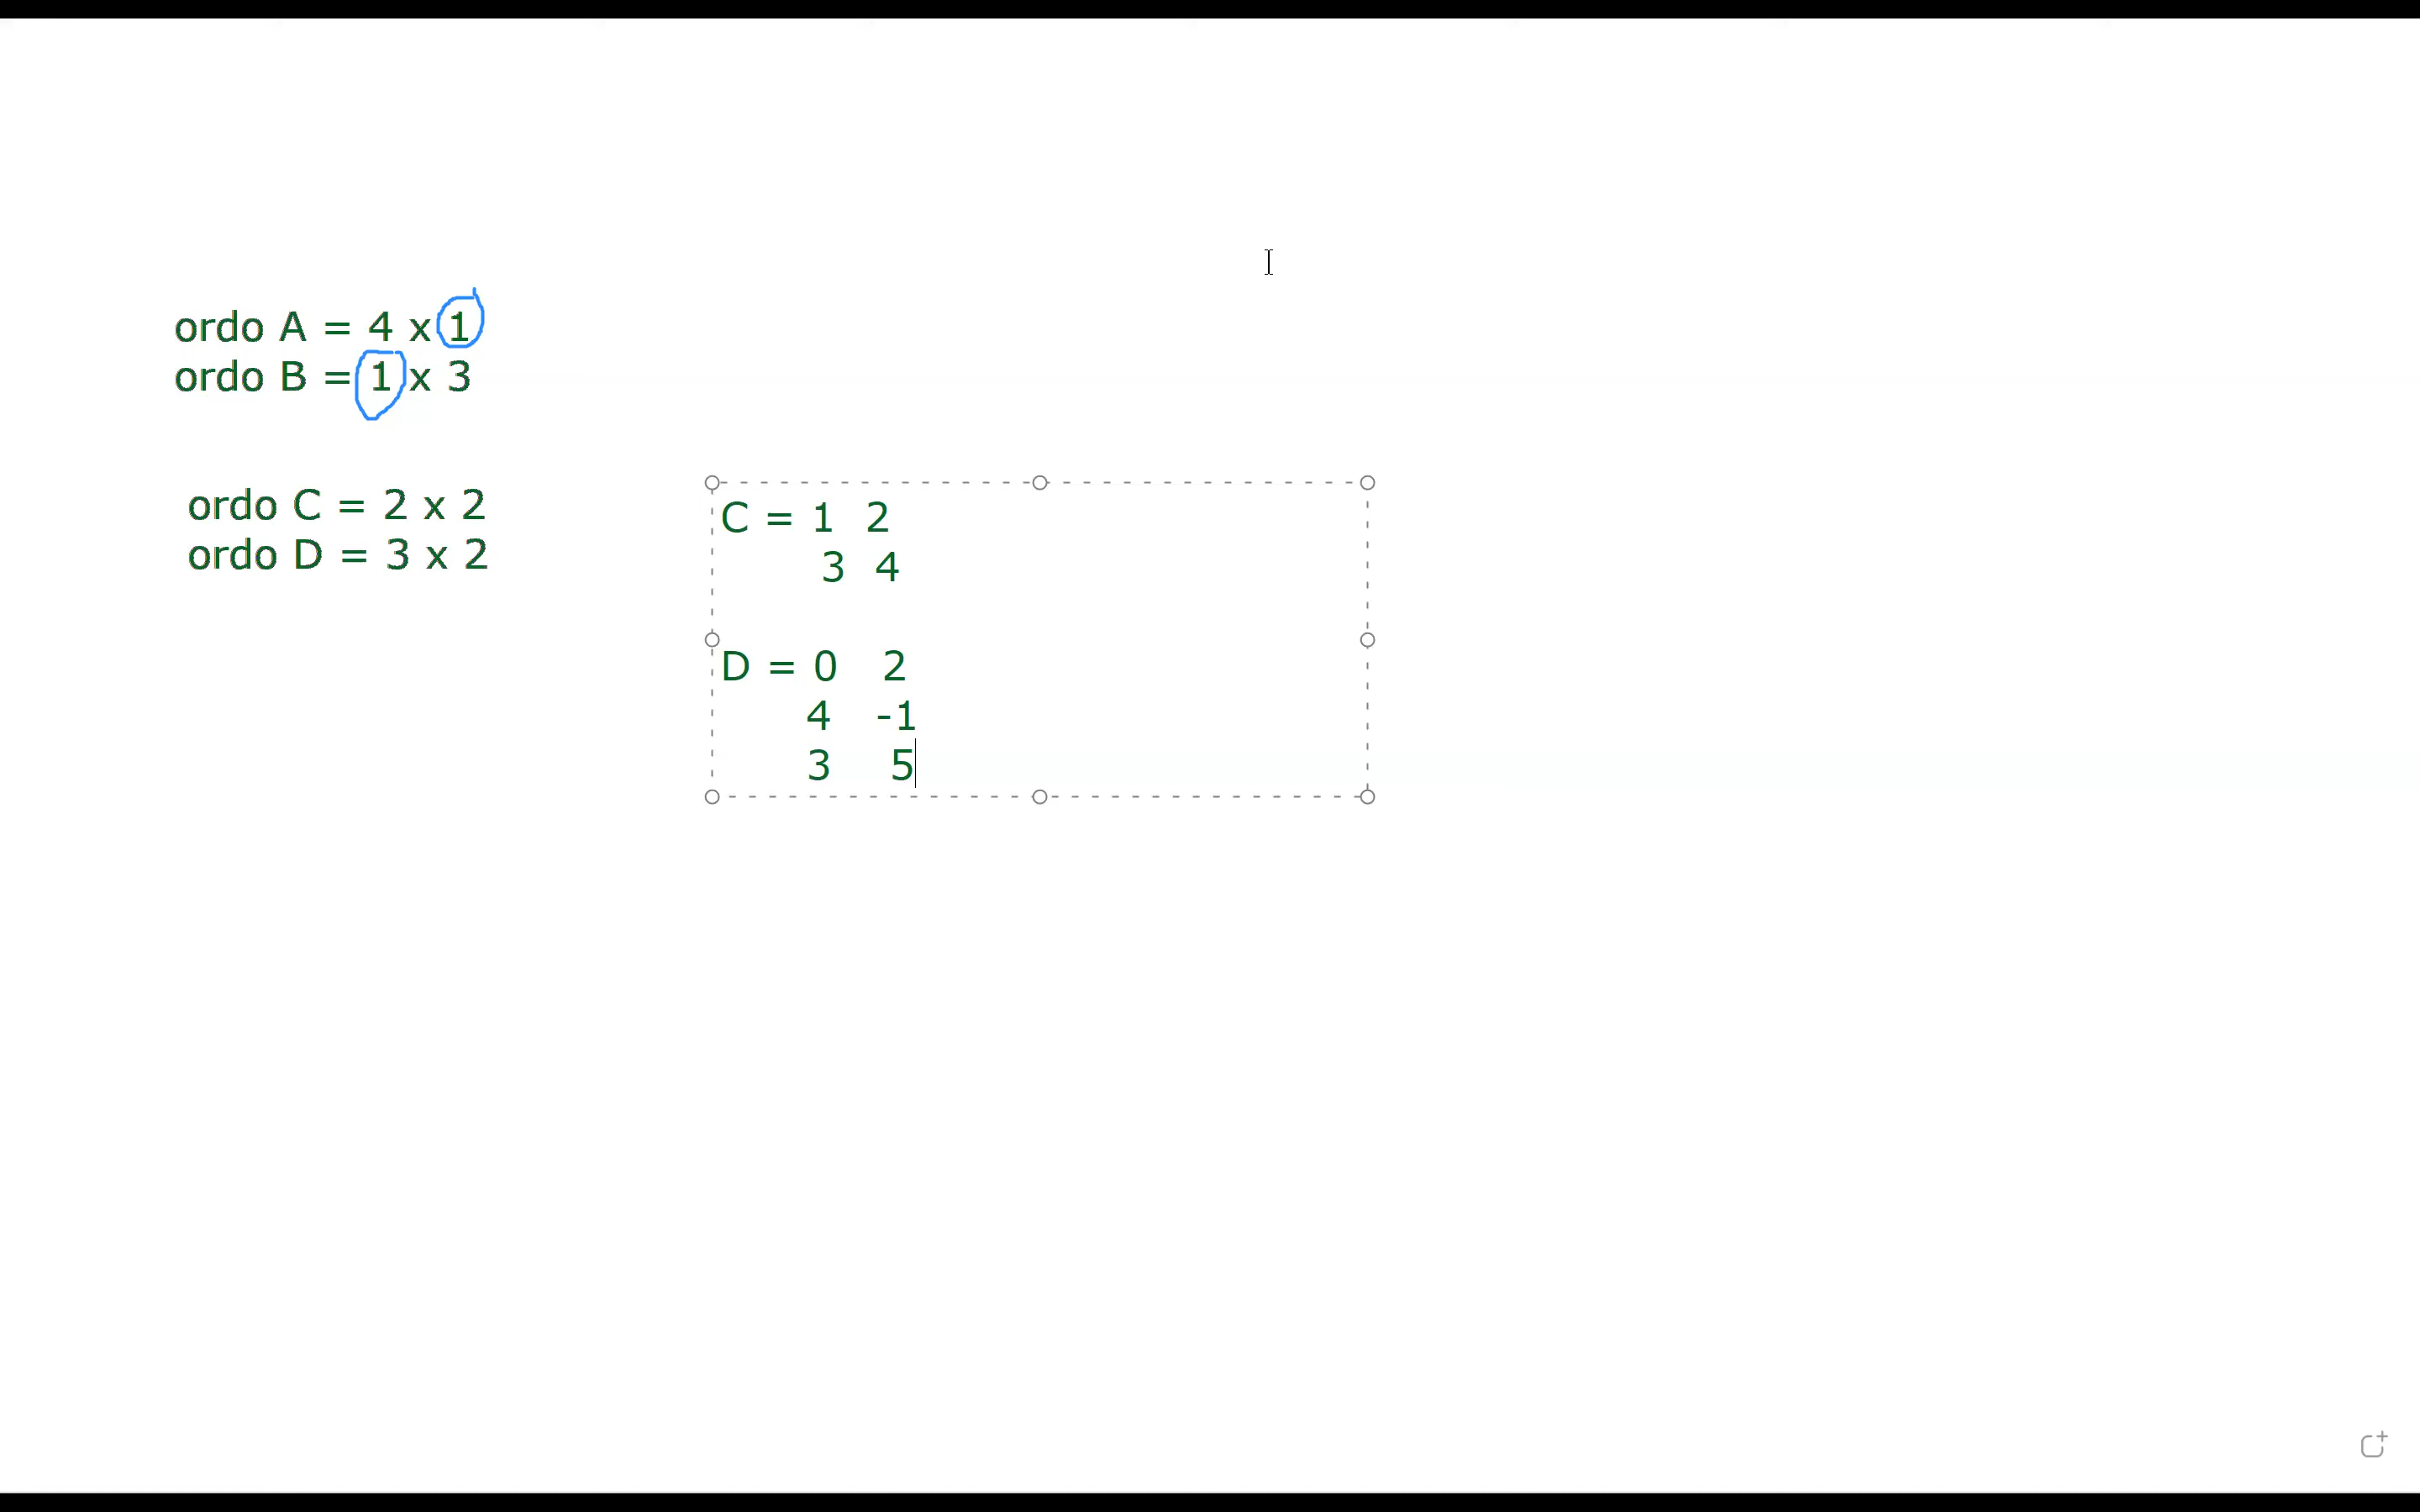 ordo A = 4 x 1
ordo B = 1 x 3
ordo C = 2 x 2
ordo D = 3 x 2
C = 1 2
3 4
D = 0 2
4 -1
3 5